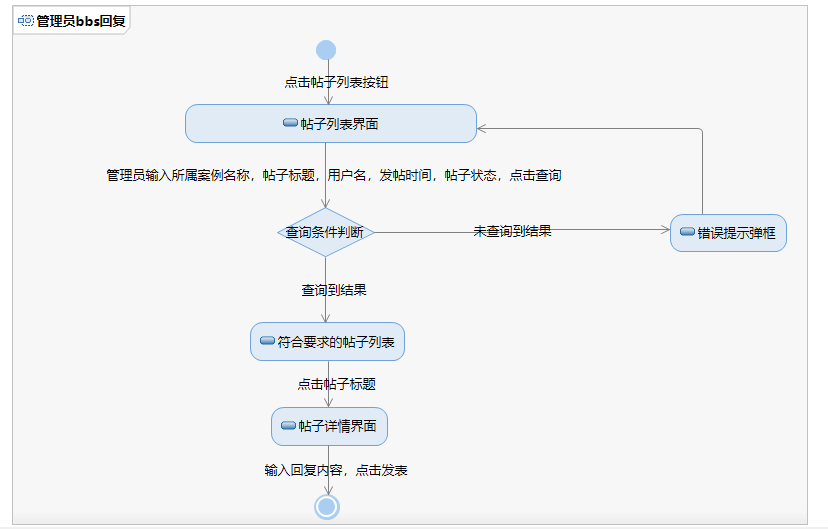 管理员bbs回复
点击帖子列表按钮
帖子列表界面
管理员输入所属案例名称，帖子标题，用户名，发帖时间，帖子状态，点击查询
查询条件判断
未查询到结果
错误提示弹框
查询到结果
符合要求的帖子列表
点击帖子标题
帖子详情界面
输入回复内容，点击发表